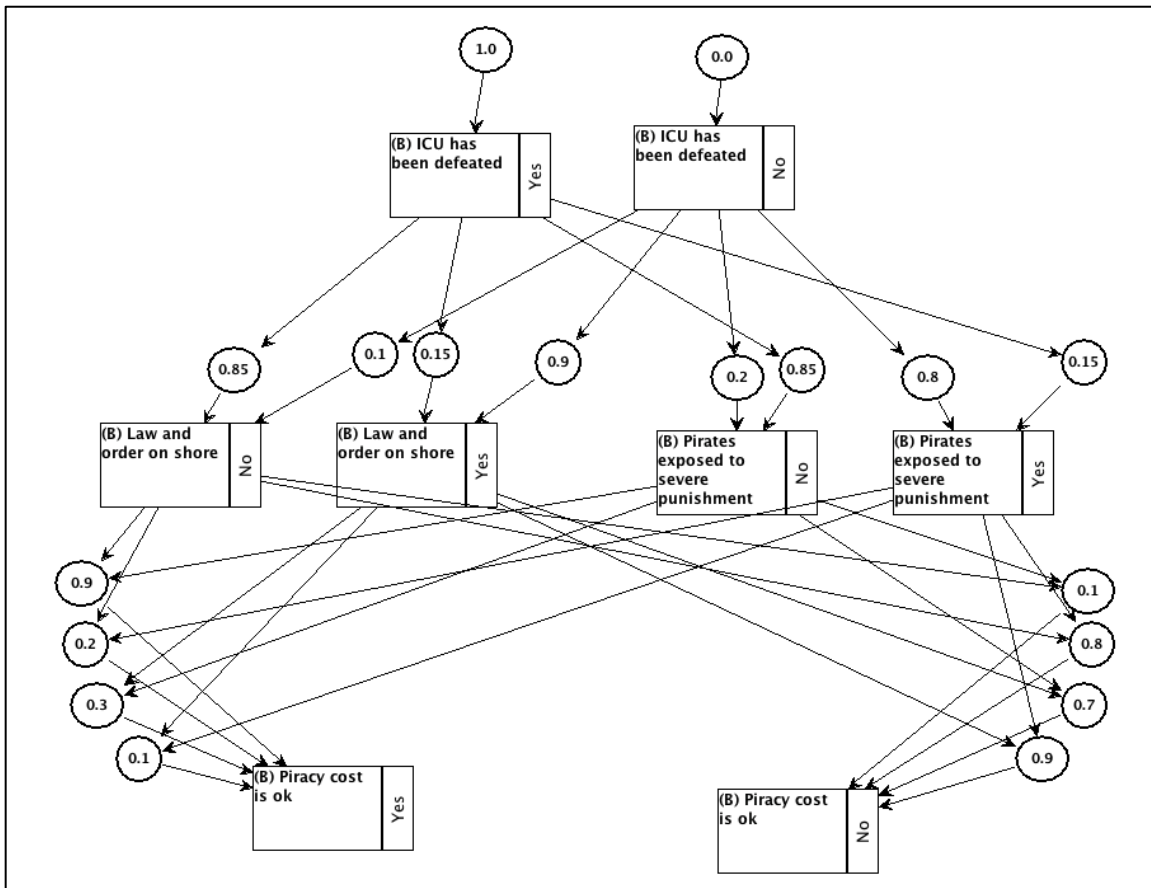 1.0
0.0
(B) ICU has
been defeated
Yes
(B) ICU has
been defeated
No
0.85
0.1
0.15
0.9
0.2
0.85
0.8
0.15
(B) Law and
order on shore
No
(B) Law and
order on shore
Yes
(B) Pirates
exposed to
severe
punishment
No
(B) Pirates
exposed to
severe
punishment
Yes
0.9
0.2
0.3
0.1
0.1
0.8
0.7
0.9
(B) Piracy cost
is ok
Yes
(B) Piracy cost
is ok
No